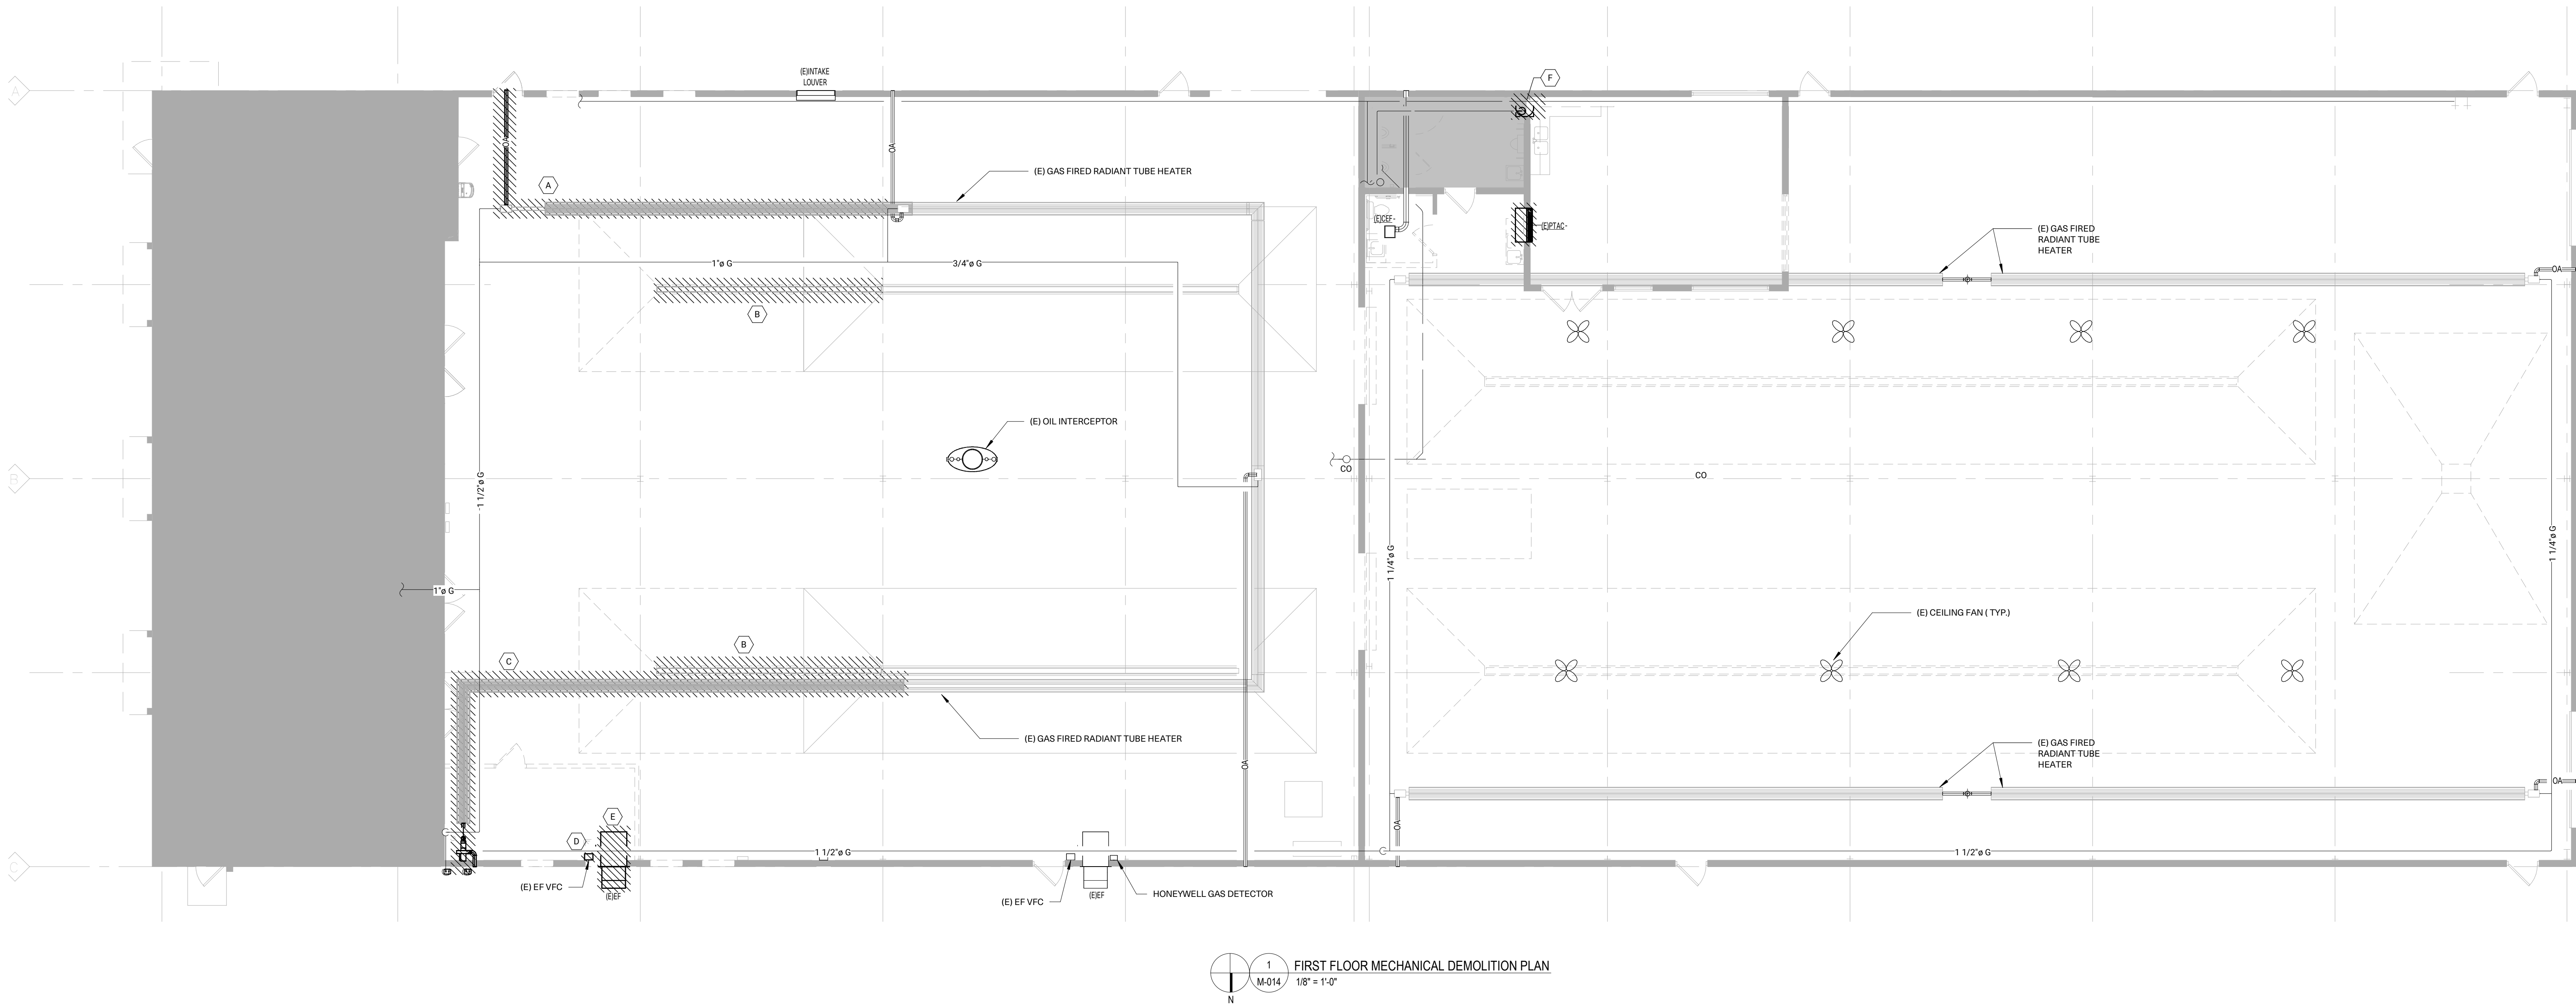 (E)INTAKE
LOUVER
F
A
OA
OA
A
(E) GAS FIRED RADIANT TUBE HEATER
(E)CEF-
(E)PTAC-
(E) GAS FIRED
RADIANT TUBE
HEATER
1"ø G
3/4"ø G
OA
B
(E) OIL INTERCEPTOR
CO
CO
B
1 1/2"ø G
1 1/4"ø G
1 1/4"ø G
1"ø G
(E) CEILING FAN ( TYP.)
B
C
(E) GAS FIRED RADIANT TUBE HEATER
(E) GAS FIRED
RADIANT TUBE
HEATER
OA
OA
OA
E
D
1 1/2"ø G
1 1/2"ø G
C
(E) EF VFC
(E)EF
(E) EF VFC
(E)EF
HONEYWELL GAS DETECTOR
1
FIRST FLOOR MECHANICAL DEMOLITION PLAN
M-014
1/8" = 1'-0"
N